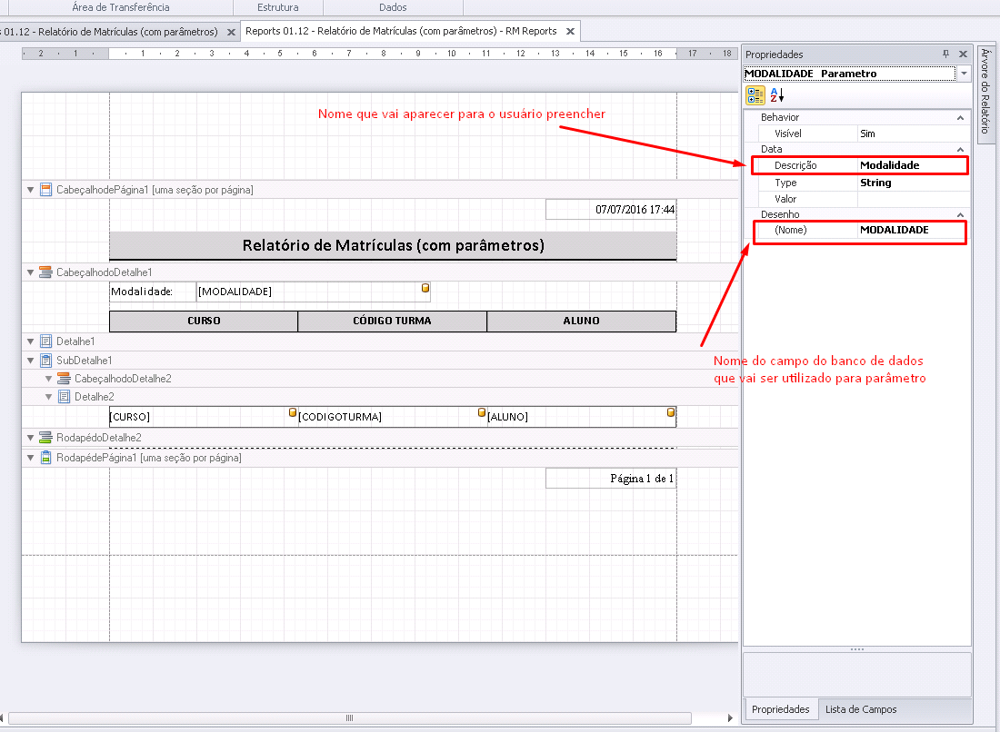 Área de Transferência
Estrutura
Dados
s 01.12 - Relatório de Matrículas (com parâmetros)
Reports 01.12 - Relatório de Matrículas (com parâmetros) - RM Reports
2 1 1 2 3 4 5 6 7 8 9 10 11 12 13 14 15 16 17 18
Propriedades
MODALIDADE Parametro
Árvore do Relatório
Nome que vai aparecer para o usuário preencher
Behavior
Visível Sim
Data
Descrição Modalidade
Type String
Valor
Desenho
(Nome) MODALIDADE
CabeçalhodePágina1 [uma seção por página]
07/07/2016 17:44
Relatório de Matrículas (com parâmetros)
CabeçalhodoDetalhe1
Modalidade: [MODALIDADE]
CURSO CÓDIGO TURMA ALUNO
Detalhe1
SubDetalhe1
Nome do campo do banco de dados
que vai ser utilizado para parâmetro
CabeçalhodoDetalhe2
Detalhe2
[CURSO] [CODIGOTURMA] [ALUNO]
RodapédoDetalhe2
RodapédePágina1 [uma seção por página]
Página 1 de 1
Propriedades
Lista de Campos